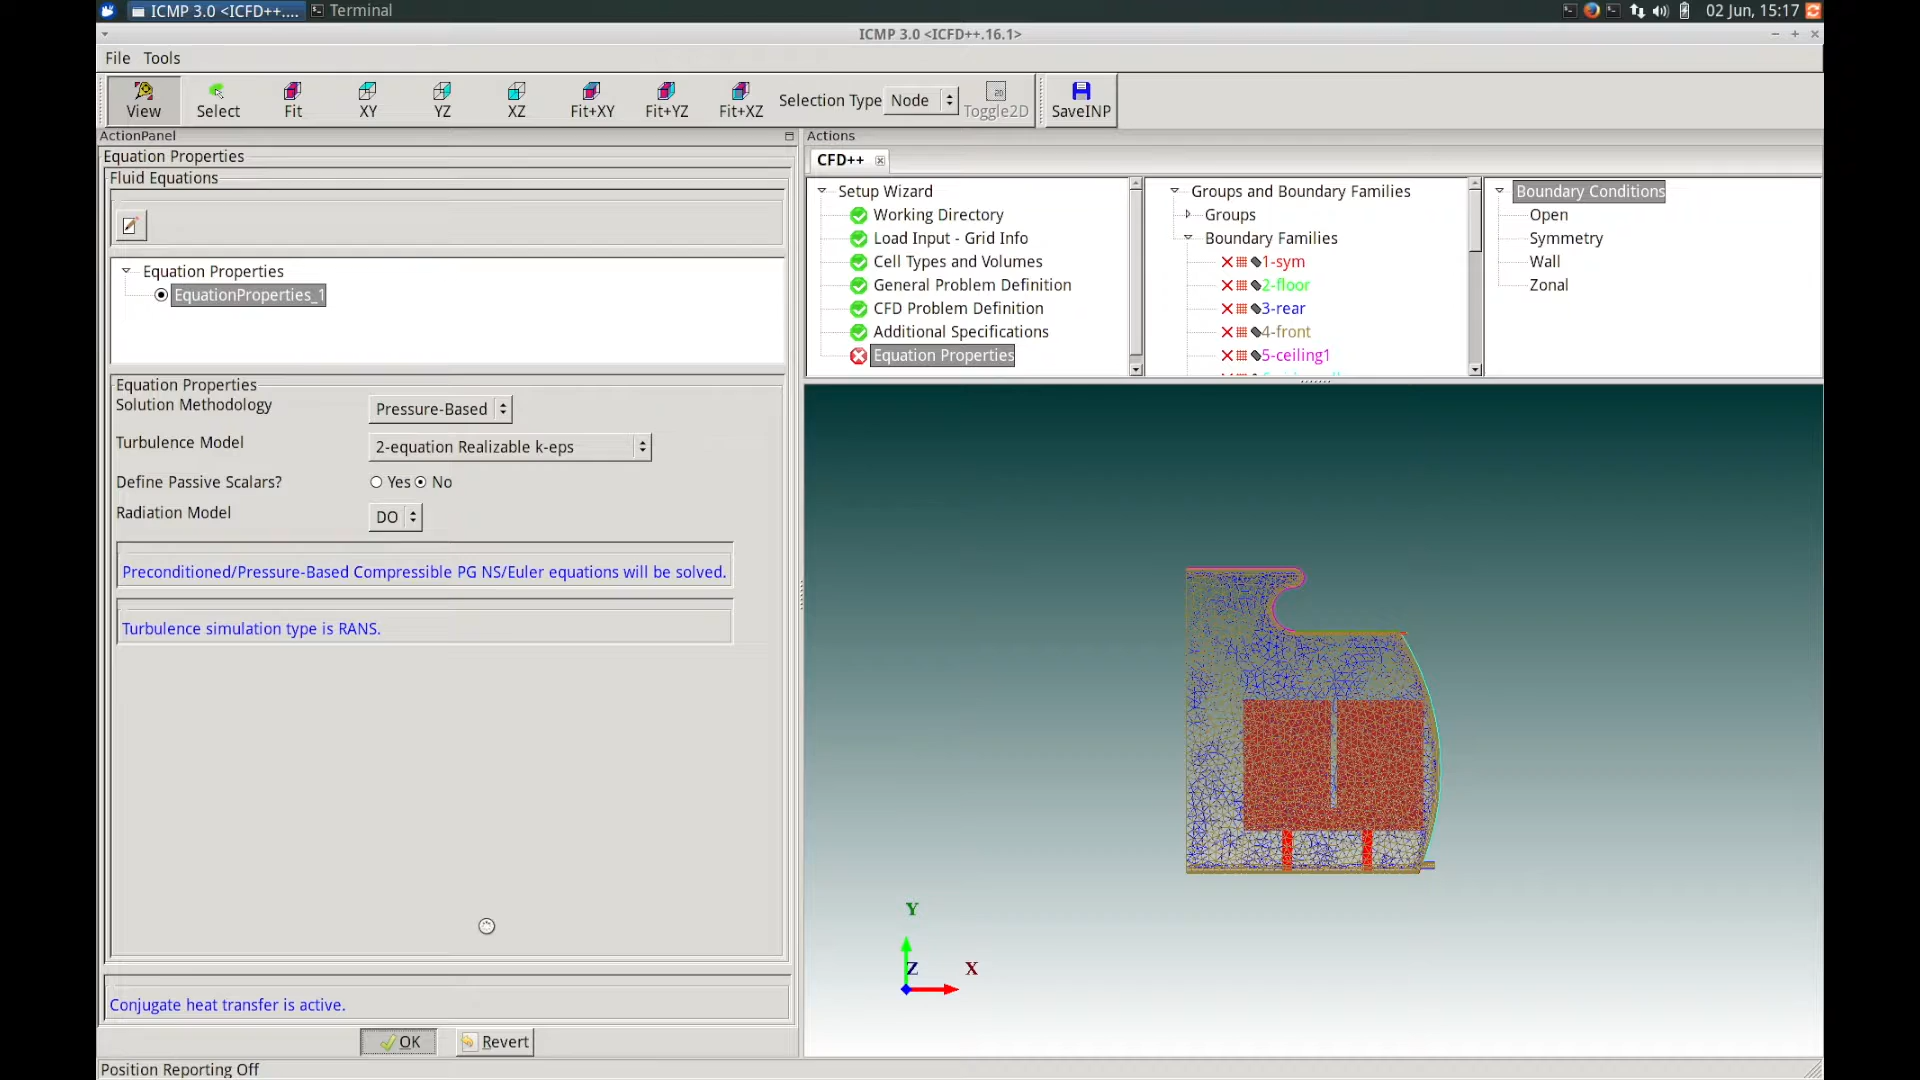 ICMP 3.0 <ICFD++....
Terminal
02 Jun, 15:17
ICMP 3.0 <ICFD++.16.1>
File Tools
View
Select
Fit
XY
YZ
XZ
Fit+XY
Fit+YZ
Fit+XZ
Selection Type Node
Toggle2D
SaveINP
ActionPanel
Equation Properties
Fluid Equations
Equation Properties
EquationProperties_1
Equation Properties
Solution Methodology Pressure-Based
Turbulence Model 2-equation Realizable k-eps
Define Passive Scalars? Yes No
Radiation Model DO
Preconditioned/Pressure-Based Compressible PG NS/Euler equations will be solved.
Turbulence simulation type is RANS.
Conjugate heat transfer is active.
OK Revert
Position Reporting Off
Actions
CFD++
Setup Wizard
Working Directory
Load Input - Grid Info
Cell Types and Volumes
General Problem Definition
CFD Problem Definition
Additional Specifications
Equation Properties
Groups and Boundary Families
Groups
Boundary Families
1-sym
2-floor
3-rear
4-front
5-ceiling1
Boundary Conditions
Open
Symmetry
Wall
Zonal
Y
Z
X